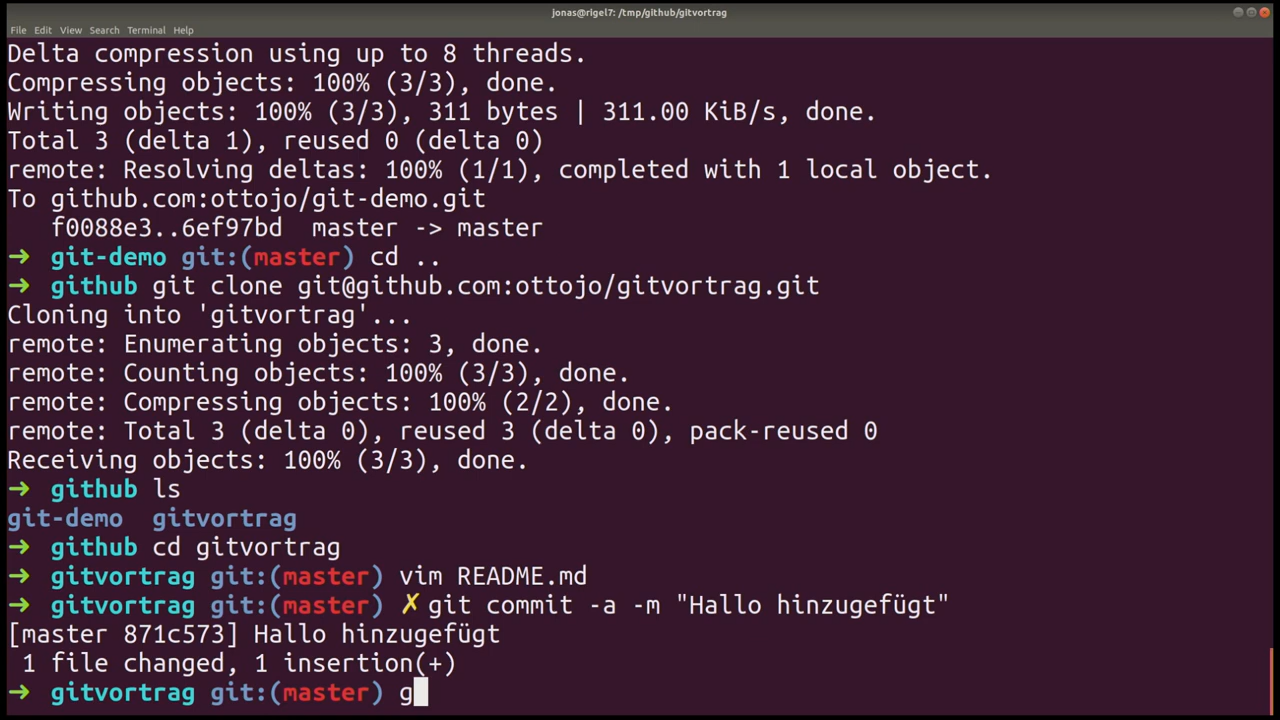 jonas@rigel7: /tmp/github/gitvortrag
File Edit View Search Terminal Help
Delta compression using up to 8 threads.
Compressing objects: 100% (3/3), done.
Writing objects: 100% (3/3), 311 bytes | 311.00 KiB/s, done.
Total 3 (delta 1), reused 0 (delta 0)
remote: Resolving deltas: 100% (1/1), completed with 1 local object.
To github.com:ottojo/git-demo.git
   f0088e3..6ef97bd  master -> master
➜  git-demo git:(master) cd ..
➜  github git clone git@github.com:ottojo/gitvortrag.git
Cloning into 'gitvortrag'...
remote: Enumerating objects: 3, done.
remote: Counting objects: 100% (3/3), done.
remote: Compressing objects: 100% (2/2), done.
remote: Total 3 (delta 0), reused 3 (delta 0), pack-reused 0
Receiving objects: 100% (3/3), done.
➜  github ls
git-demo  gitvortrag
➜  github cd gitvortrag
➜  gitvortrag git:(master) vim README.md
➜  gitvortrag git:(master) ✗ git commit -a -m "Hallo hinzugefügt"
[master 871c573] Hallo hinzugefügt
 1 file changed, 1 insertion(+)
➜  gitvortrag git:(master) g